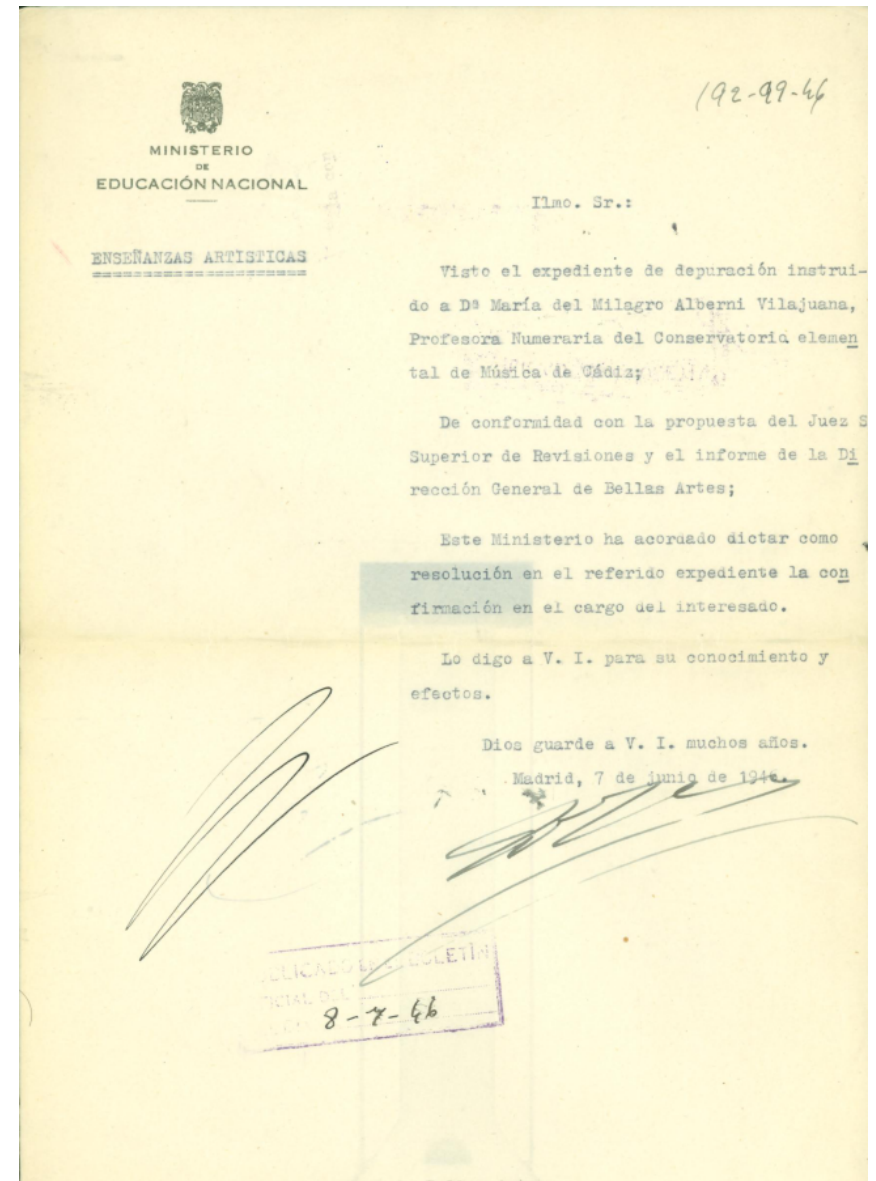 192-99-46
MINISTERIO
DE
EDUCACIÓN NACIONAL
Ilmo. Sr.:
ENSEÑANZAS ARTISTICAS
Visto el expediente de depuración instrui-
do a Dª María del Milagro Alberni Vilajuana,
Profesora Numeraria del Conservatorio elemen
tal de Música de Cádiz;
De conformidad con la propuesta del Juez S
Superior de Revisiones y el informe de la Di
rección General de Bellas Artes;
Este Ministerio ha acordado dictar como
resolución en el referido expediente la con
firmación en el cargo del interesado.
Lo digo a V. I. para su conocimiento y
efectos.
Dios guarde a V. I. muchos años.
Madrid, 7 de junio de 1946.
BOLETÍN
8-7-46